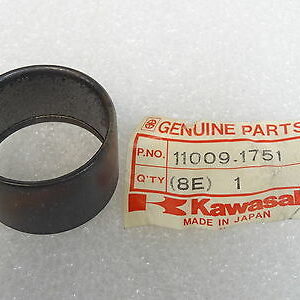 GENUINE PARTS
P.NO. 11009-1751
Q'TY (8E) 1
Kawasaki
MADE IN JAPAN